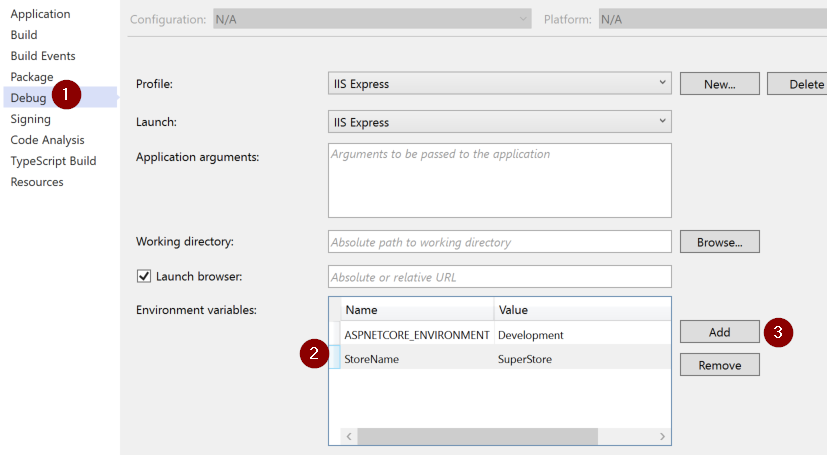 Application
Build
Build Events
Package
Debug
1
Signing
Code Analysis
TypeScript Build
Resources
Configuration: N/A Platform: N/A
Profile: IIS Express New... Delete
Launch: IIS Express
Application arguments: Arguments to be passed to the application
Working directory: Absolute path to working directory Browse...
Launch browser: Absolute or relative URL
Environment variables: Name Value
ASPNETCORE_ENVIRONMENT Development Add 3
2 StoreName SuperStore
Remove